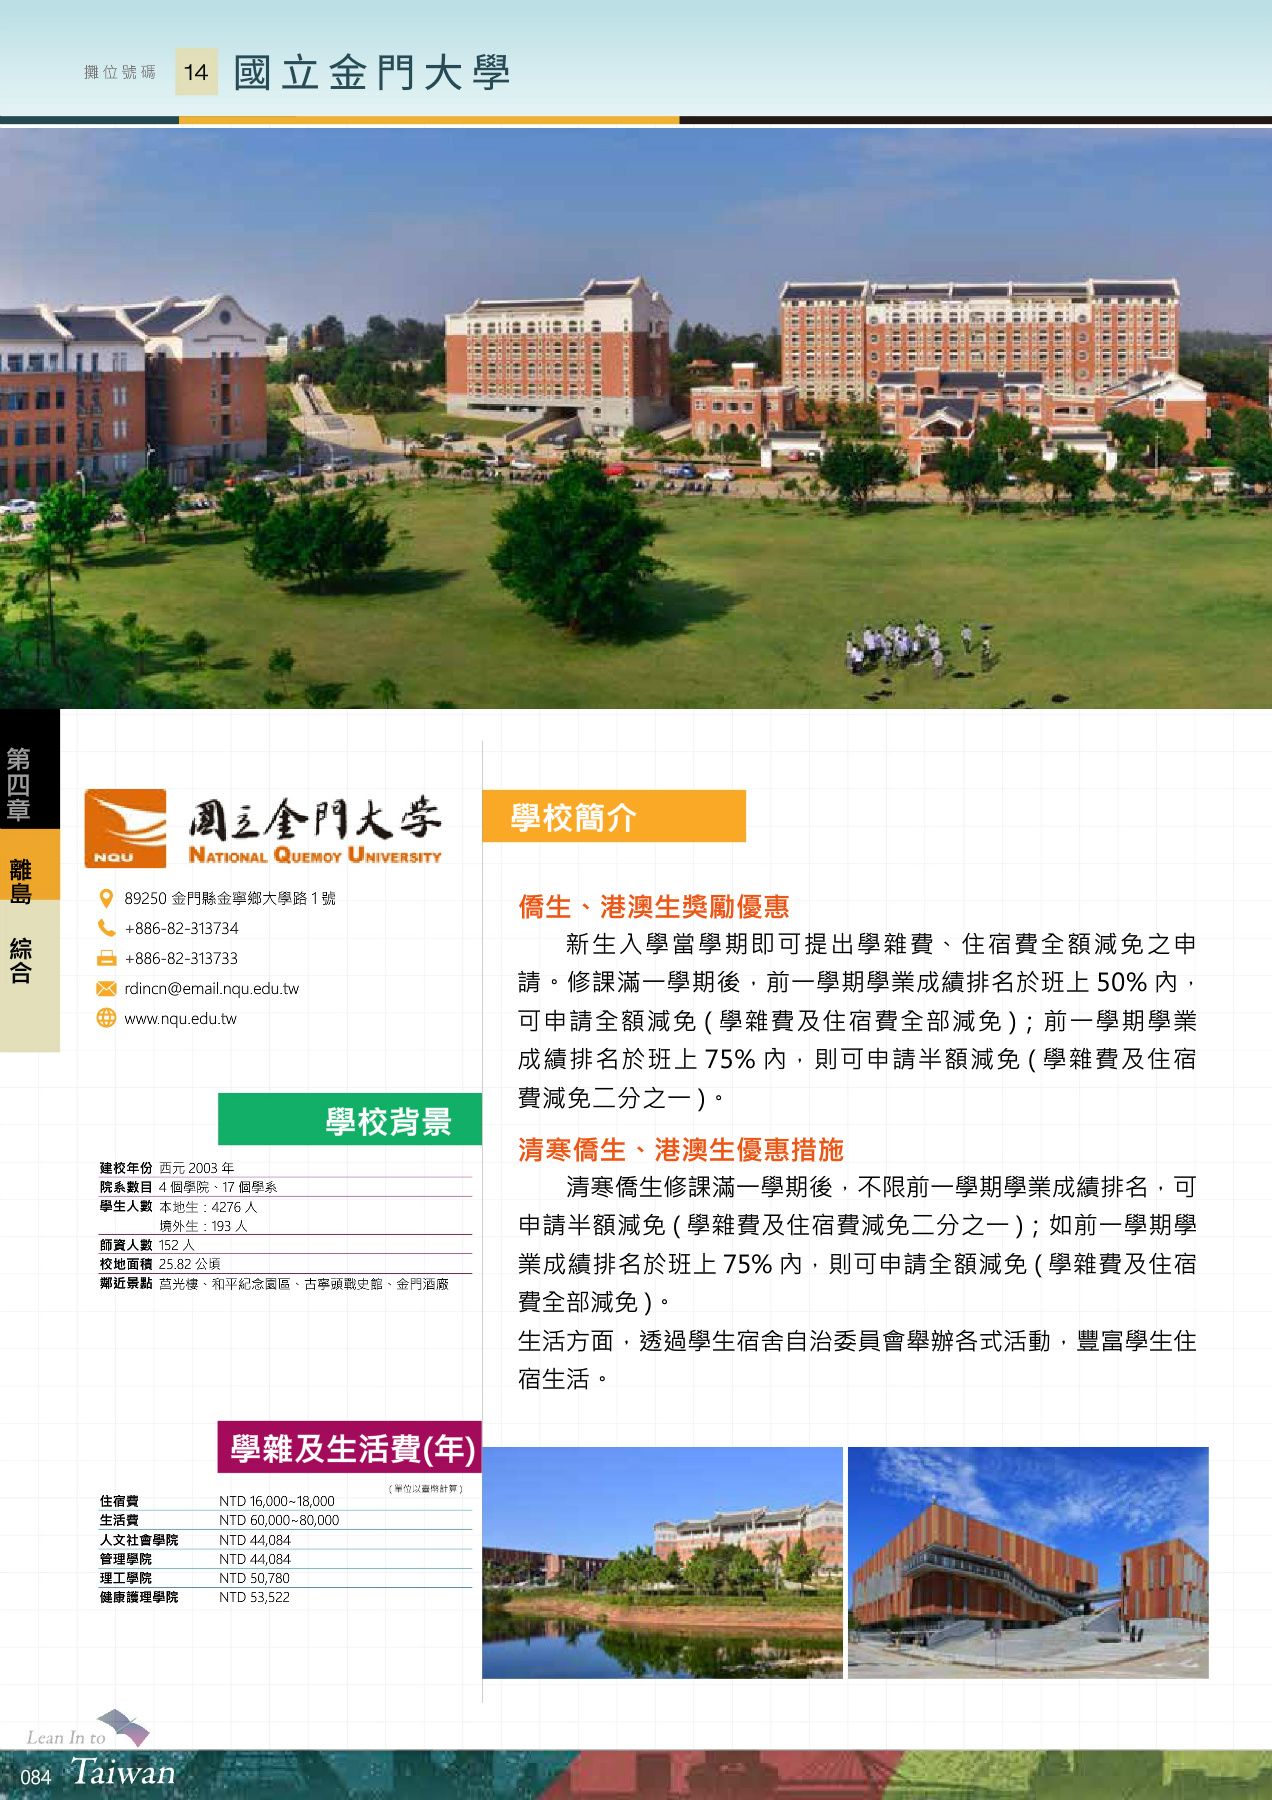 攤位號碼 14 國立金門大學
第四章
離島
綜合
NQU
國立金門大學
NATIONAL QUEMOY UNIVERSITY
89250 金門縣金寧鄉大學路 1 號
+886-82-313734
+886-82-313733
rdincn@email.nqu.edu.tw
www.nqu.edu.tw
學校背景
建校年份 西元 2003 年
院系數目 4 個學院、17 個學系
學生人數 本地生：4276 人
境外生：193 人
師資人數 152 人
校地面積 25.82 公頃
鄰近景點 莒光樓、和平紀念園區、古寧頭戰史館、金門酒廠
學雜及生活費(年)
( 單位以臺幣計算 )
住宿費 NTD 16,000~18,000
生活費 NTD 60,000~80,000
人文社會學院 NTD 44,084
管理學院 NTD 44,084
理工學院 NTD 50,780
健康護理學院 NTD 53,522
學校簡介
僑生、港澳生獎勵優惠
新生入學當學期即可提出學雜費、住宿費全額減免之申
請。修課滿一學期後，前一學期學業成績排名於班上 50% 內，
可申請全額減免 ( 學雜費及住宿費全部減免 )；前一學期學業
成績排名於班上 75% 內，則可申請半額減免 ( 學雜費及住宿
費減免二分之一 )。
清寒僑生、港澳生優惠措施
清寒僑生修課滿一學期後，不限前一學期學業成績排名，可
申請半額減免 ( 學雜費及住宿費減免二分之一 )；如前一學期學
業成績排名於班上 75% 內，則可申請全額減免 ( 學雜費及住宿
費全部減免 )。
生活方面，透過學生宿舍自治委員會舉辦各式活動，豐富學生住
宿生活。
Lean In to
084 Taiwan